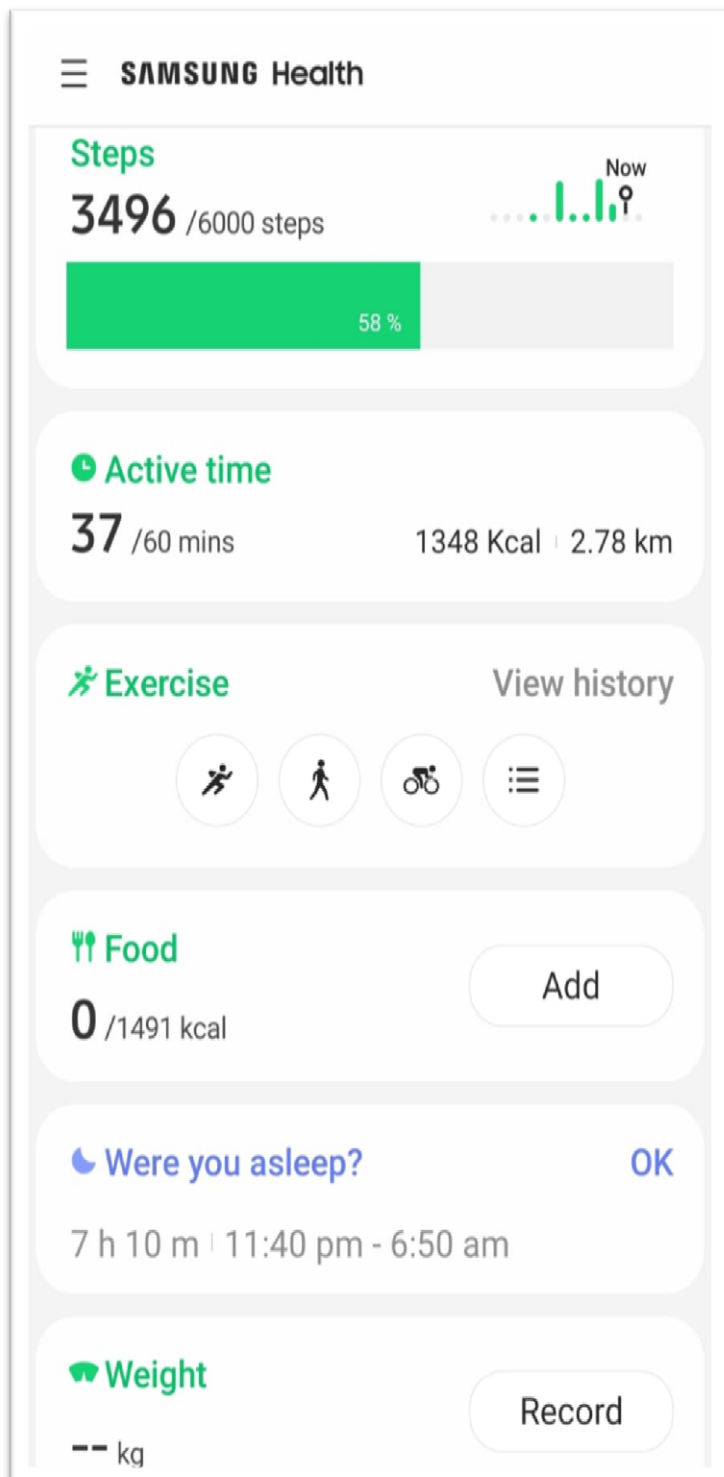 SAMSUNG Health
Steps
Now
3496 /6000 steps
58 %
Active time
37 /60 mins 1348 Kcal 2.78 km
Exercise View history
Food
Add
0 /1491 kcal
Were you asleep? OK
7 h 10 m 11:40 pm - 6:50 am
Weight
Record
-- kg